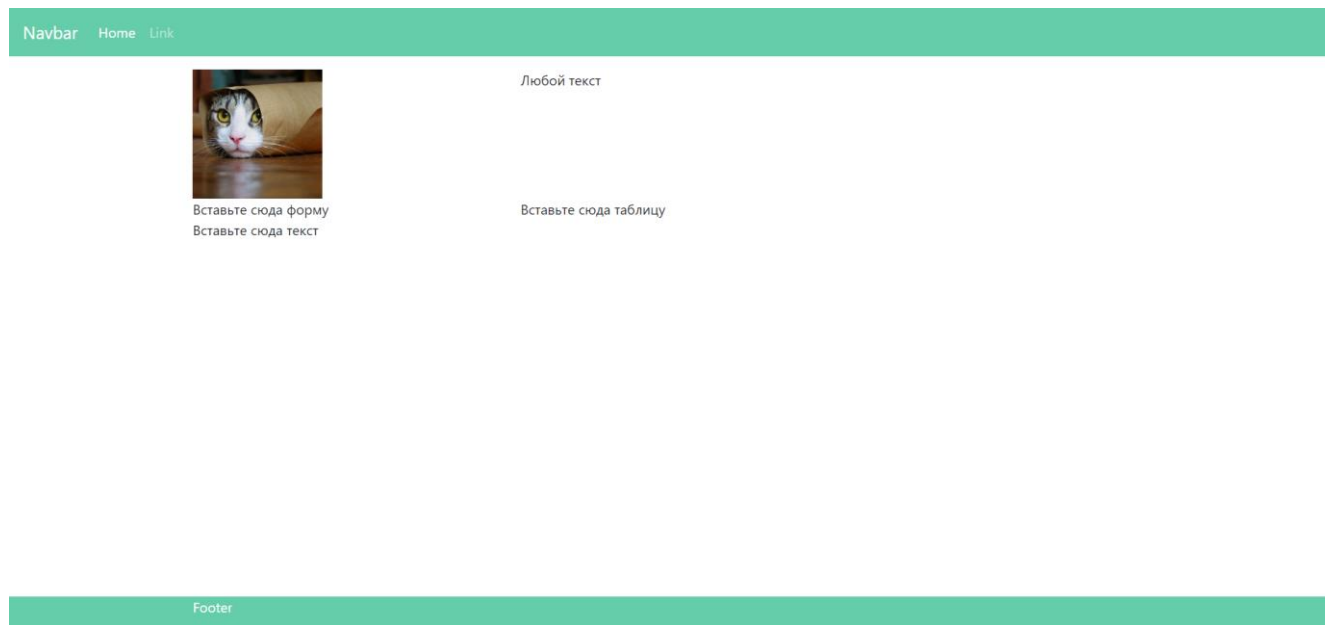 Navbar Home Link
Любой текст
Вставьте сюда форму
Вставьте сюда таблицу
Вставьте сюда текст
Footer